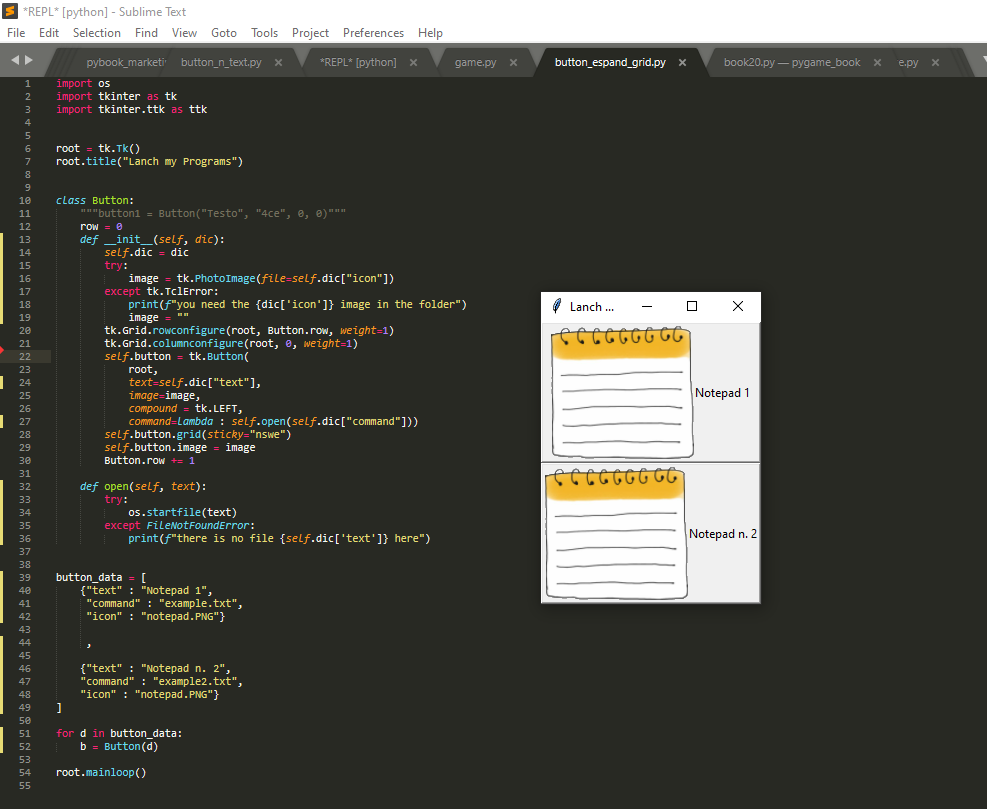 *REPL* [python] - Sublime Text
File Edit Selection Find View Goto Tools Project Preferences Help
pybook_marketi button_n_text.py *REPL* [python] game.py button_espand_grid.py book20.py — pygame_book e.py
1 import os
2 import tkinter as tk
3 import tkinter.ttk as ttk
4
5
6 root = tk.Tk()
7 root.title("Lanch my Programs")
8
9
10 class Button:
11 """button1 = Button("Testo", "4ce", 0, 0)"""
12 row = 0
13 def __init__(self, dic):
14 self.dic = dic
15 try:
16 image = tk.PhotoImage(file=self.dic["icon"])
17 except tk.TclError:
18 print(f"you need the {dic['icon']} image in the folder")
19 image = ""
20 tk.Grid.rowconfigure(root, Button.row, weight=1)
21 tk.Grid.columnconfigure(root, 0, weight=1)
22 self.button = tk.Button(
23 root,
24 text=self.dic["text"],
25 image=image,
26 compound = tk.LEFT,
27 command=lambda : self.open(self.dic["command"]))
28 self.button.grid(sticky="nswe")
29 self.button.image = image
30 Button.row += 1
31
32 def open(self, text):
33 try:
34 os.startfile(text)
35 except FileNotFoundError:
36 print(f"there is no file {self.dic['text']} here")
37
38
39 button_data = [
40 {"text" : "Notepad 1",
41 "command" : "example.txt",
42 "icon" : "notepad.PNG"}
43
44 ,
45
46 {"text" : "Notepad n. 2",
47 "command" : "example2.txt",
48 "icon" : "notepad.PNG"}
49 ]
50
51 for d in button_data:
52 b = Button(d)
53
54 root.mainloop()
55
Lanch ...
Notepad 1
Notepad n. 2